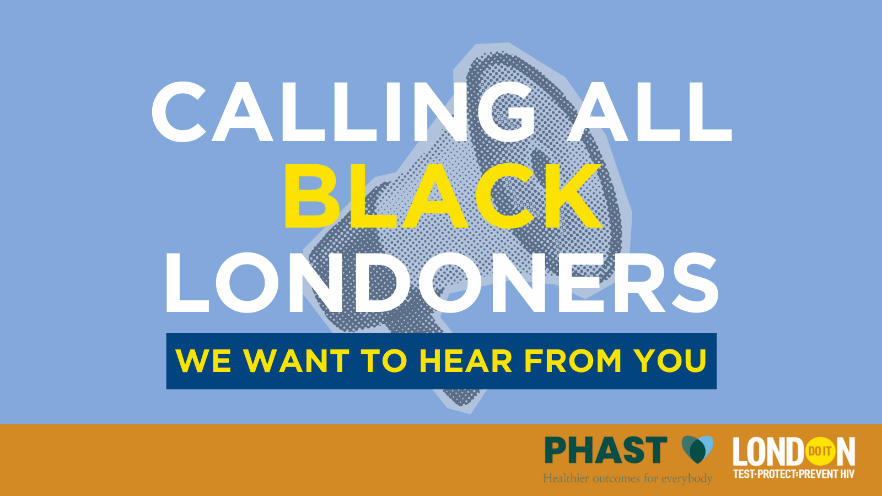 CALLING ALL
BLACK
LONDONERS
WE WANT TO HEAR FROM YOU
PHAST
Healthier outcomes for everybody
LONDON
DO IT
TEST•PROTECT•PREVENT HIV